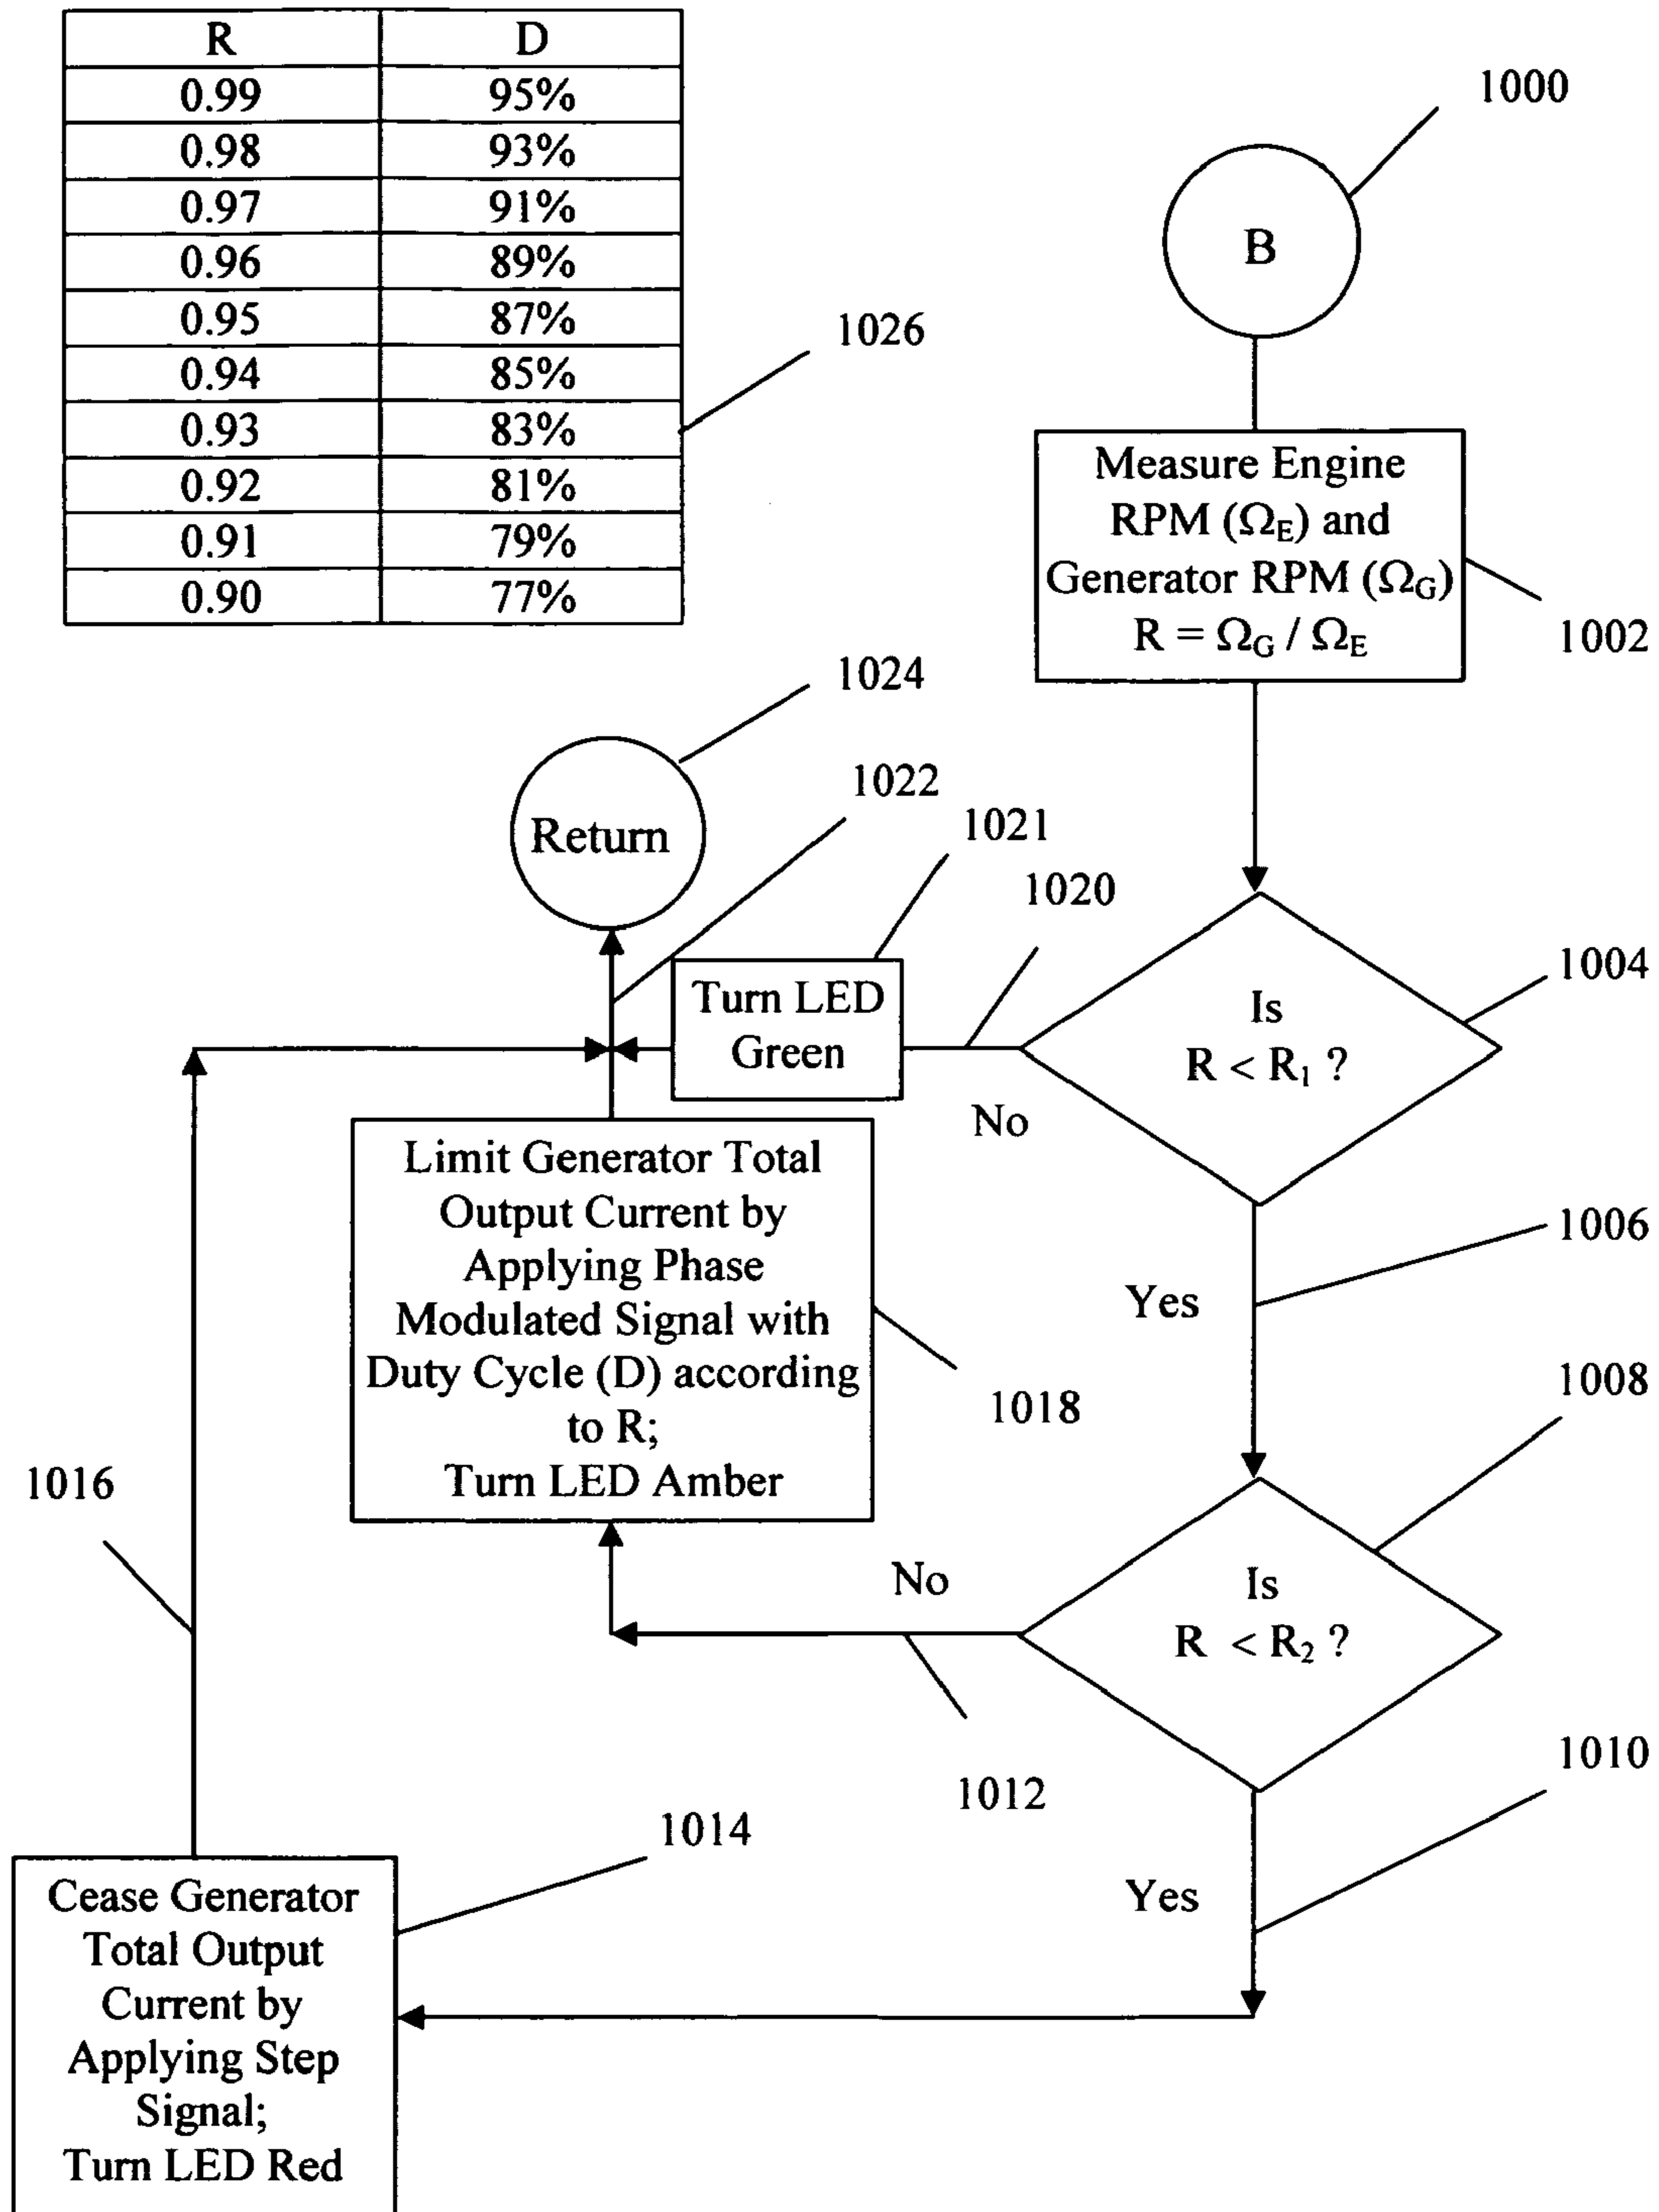 R D
0.99 95%
0.98 93%
0.97 91%
0.96 89%
0.95 87%
0.94 85%
0.93 83%
0.92 81%
0.91 79%
0.90 77%
1026
1000
B
Measure Engine
RPM (Ω_E) and
Generator RPM (Ω_G)
R = Ω_G / Ω_E
1002
1024
Return
1022
1021
1020
Turn LED
Green
Is
R < R₁ ?
1004
No
1006
Yes
Limit Generator Total
Output Current by
Applying Phase
Modulated Signal with
Duty Cycle (D) according
to R;
Turn LED Amber
1018
1008
Is
R < R₂ ?
No
1012
1010
Yes
1016
1014
Cease Generator
Total Output
Current by
Applying Step
Signal;
Turn LED Red